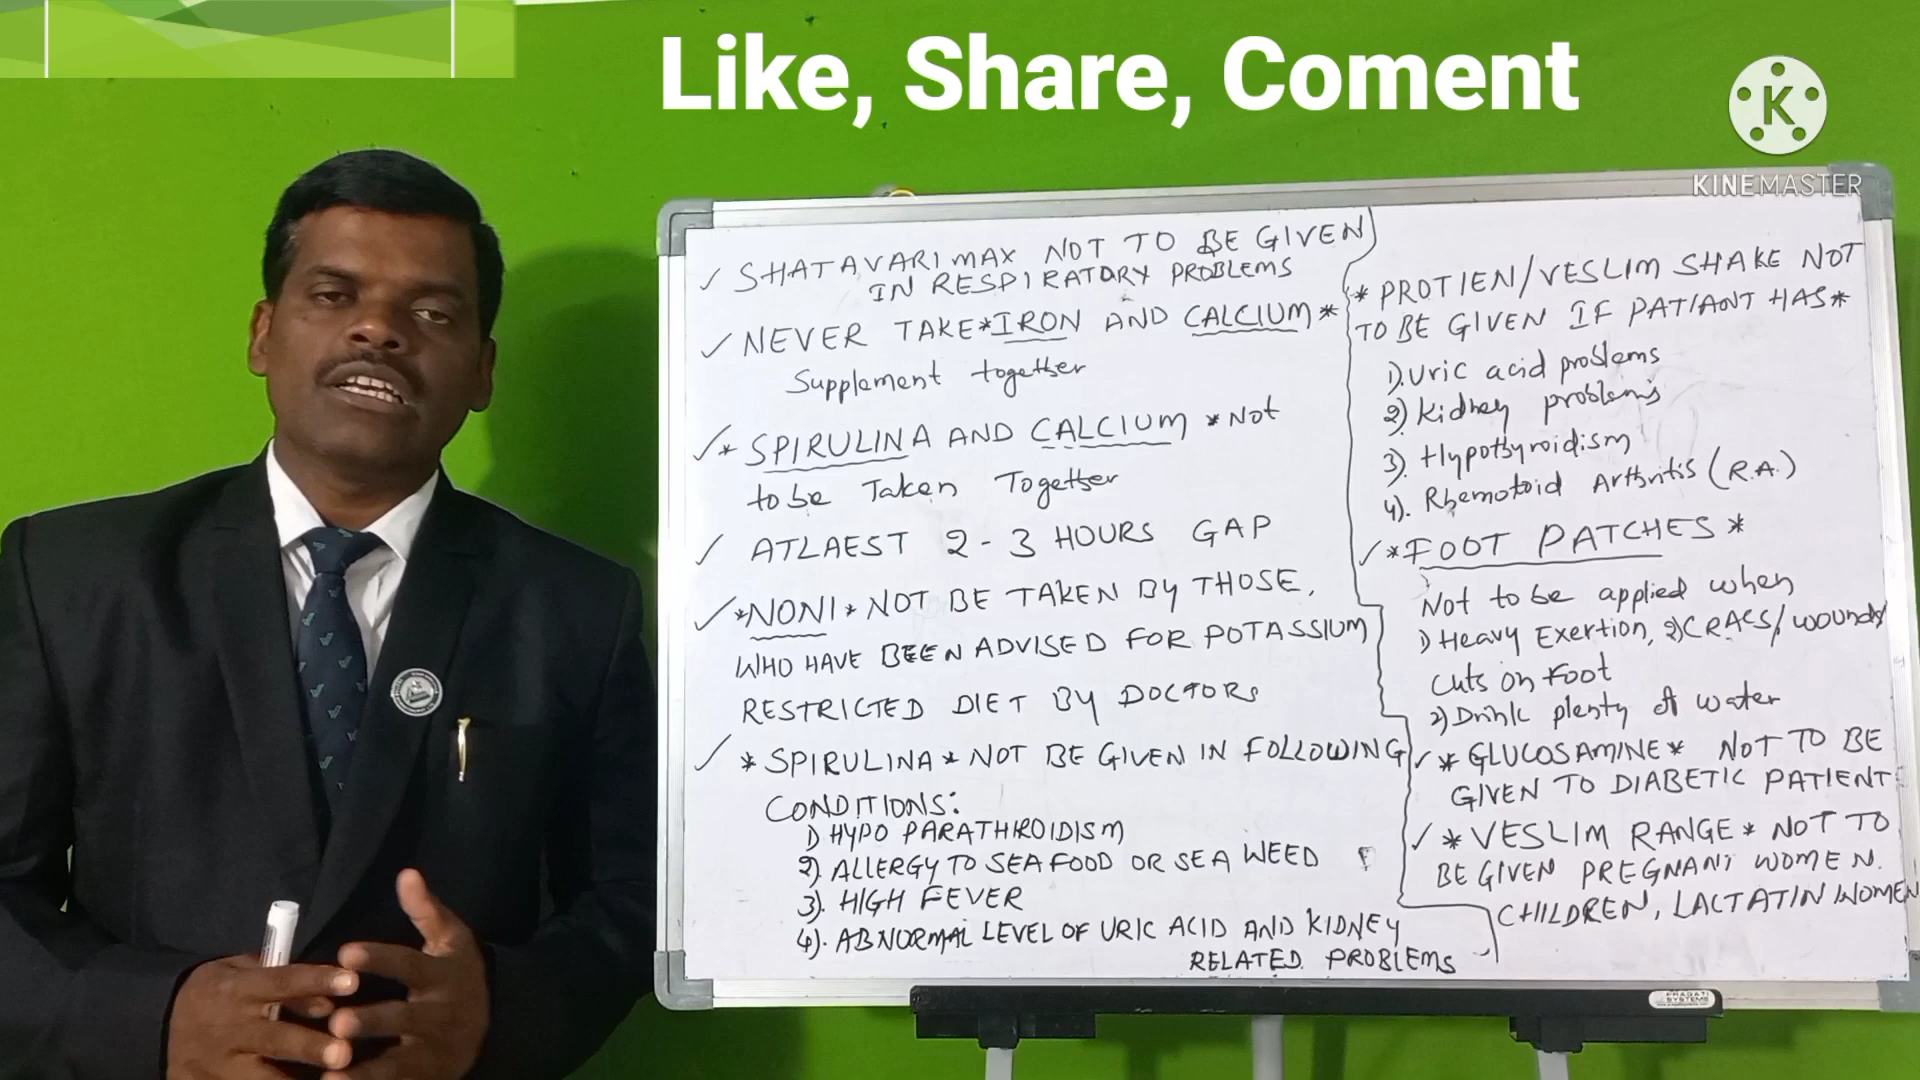 Like, Share, Coment
K
KINEMASTER
✓ SHATAVARI MAX NOT TO BE GIVEN
IN RESPIRATORY PROBLEMS
✓ NEVER TAKE *IRON AND CALCIUM *
Supplement together
✓ * SPIRULINA AND CALCIUM * Not
to be Taken Together
✓ ATLAEST 2 - 3 HOURS GAP
✓ *NONI * NOT BE TAKEN BY THOSE,
WHO HAVE BEEN ADVISED FOR POTASSIUM
RESTRICTED DIET BY DOCTORS
✓ * SPIRULINA * NOT BE GIVEN IN FOLLOWING
CONDITIONS:
1) HYPO PARATHIROIDISM
2). ALLERGY TO SEA FOOD OR SEA WEED
3). HIGH FEVER
4). ABNORMAL LEVEL OF URIC ACID AND KIDNEY
RELATED PROBLEMS
* PROTIEN/VESLIM SHAKE NOT
TO BE GIVEN IF PATIANT HAS *
1). Uric acid problems
2) Kidney problems
3). Hypothyroidism
4). Rhemotoid Arthritis (R.A.)
✓ * FOOT PATCHES *
Not to be applied when
1) Heavy Exertion, 2) CRACS/wounds/
Cuts on Foot
2) Drink plenty of water
✓ * GLUCOSAMINE * NOT TO BE
GIVEN TO DIABETIC PATIENT
✓ * VESLIM RANGE * NOT TO
BE GIVEN PREGNANT WOMEN.
CHILDREN, LACTATIN WOMEN
PRAGATI
SYSTEMS